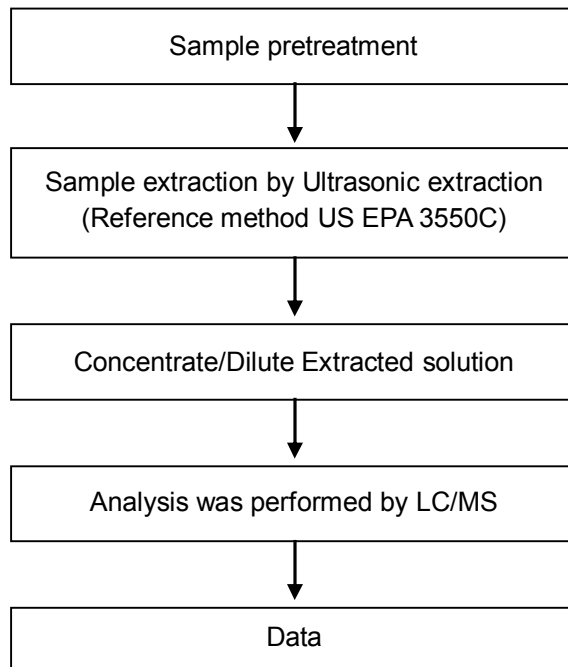 Sample pretreatment
Sample extraction by Ultrasonic extraction
(Reference method US EPA 3550C)
Concentrate/Dilute Extracted solution
Analysis was performed by LC/MS
Data